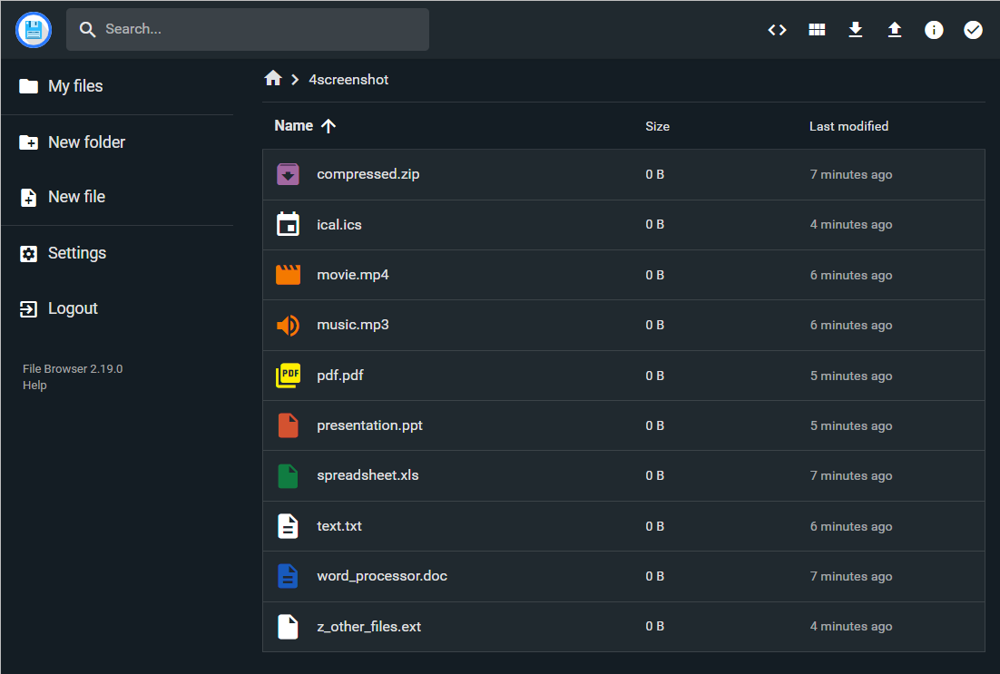 Search...
My files
New folder
New file
Settings
Logout
File Browser 2.19.0
Help
4screenshot
Name Size Last modified
compressed.zip 0 B 7 minutes ago
ical.ics 0 B 4 minutes ago
movie.mp4 0 B 6 minutes ago
music.mp3 0 B 6 minutes ago
PDF pdf.pdf 0 B 5 minutes ago
presentation.ppt 0 B 5 minutes ago
spreadsheet.xls 0 B 7 minutes ago
text.txt 0 B 6 minutes ago
word_processor.doc 0 B 7 minutes ago
z_other_files.ext 0 B 4 minutes ago